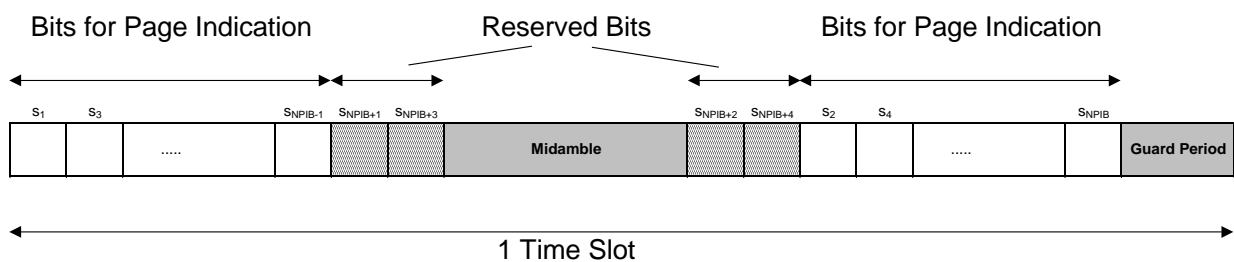 Bits for Page Indication Reserved Bits Bits for Page Indication
s1 s3 sNPIB-1 sNPIB+1 sNPIB+3 sNPIB+2 sNPIB+4 s2 s4 sNPIB
..... Midamble ..... Guard Period
1 Time Slot